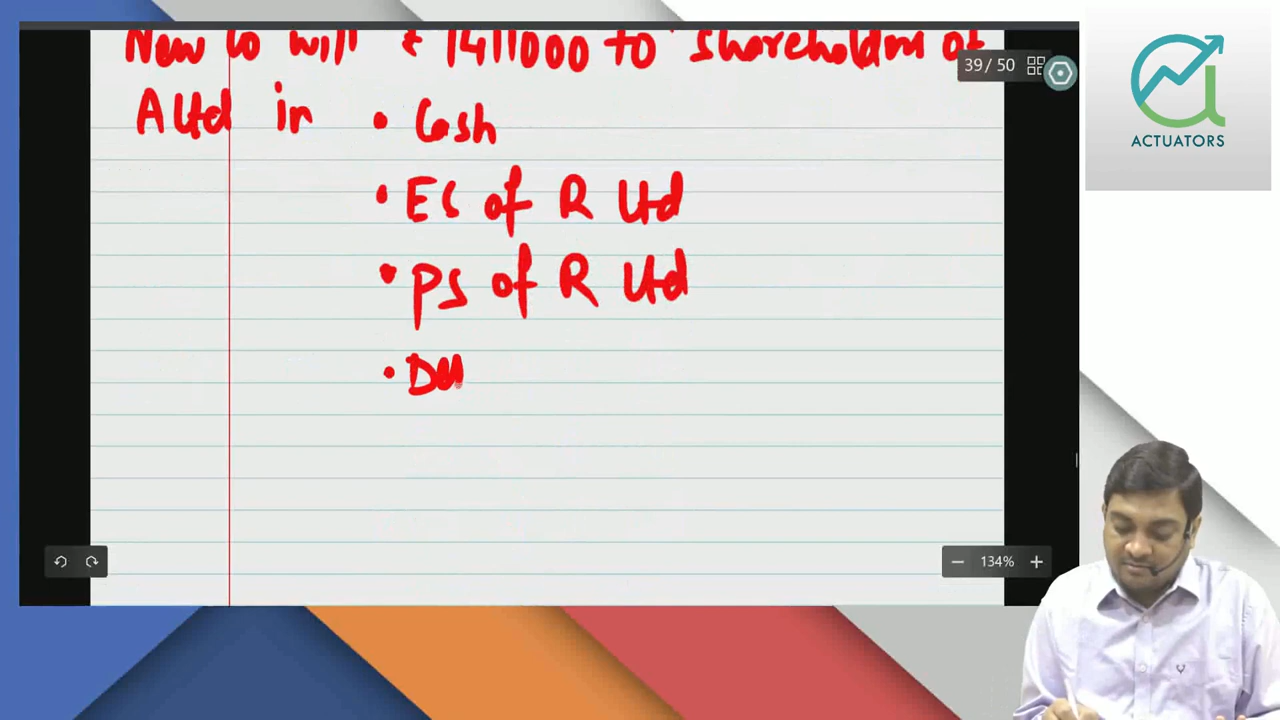 New Co will ₹ 1411000 to shareholders of
A Ltd in • Cash
• ES of R Ltd
• PS of R Ltd
• De
39 / 50
ACTUATORS
134%